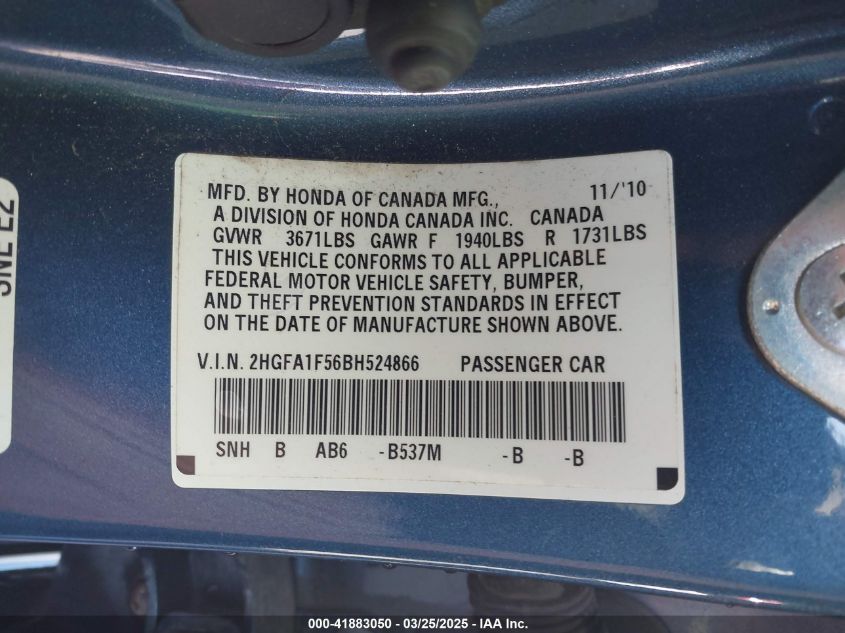 MFD. BY HONDA OF CANADA MFG., 11/'10
A DIVISION OF HONDA CANADA INC. CANADA
GVWR 3671LBS GAWR F 1940LBS R 1731LBS
THIS VEHICLE CONFORMS TO ALL APPLICABLE
FEDERAL MOTOR VEHICLE SAFETY, BUMPER,
AND THEFT PREVENTION STANDARDS IN EFFECT
ON THE DATE OF MANUFACTURE SHOWN ABOVE.
V.I.N. 2HGFA1F56BH524866 PASSENGER CAR
SNH B AB6 -B537M -B -B
SNE E2
000-41883050 - 03/25/2025 - IAA Inc.